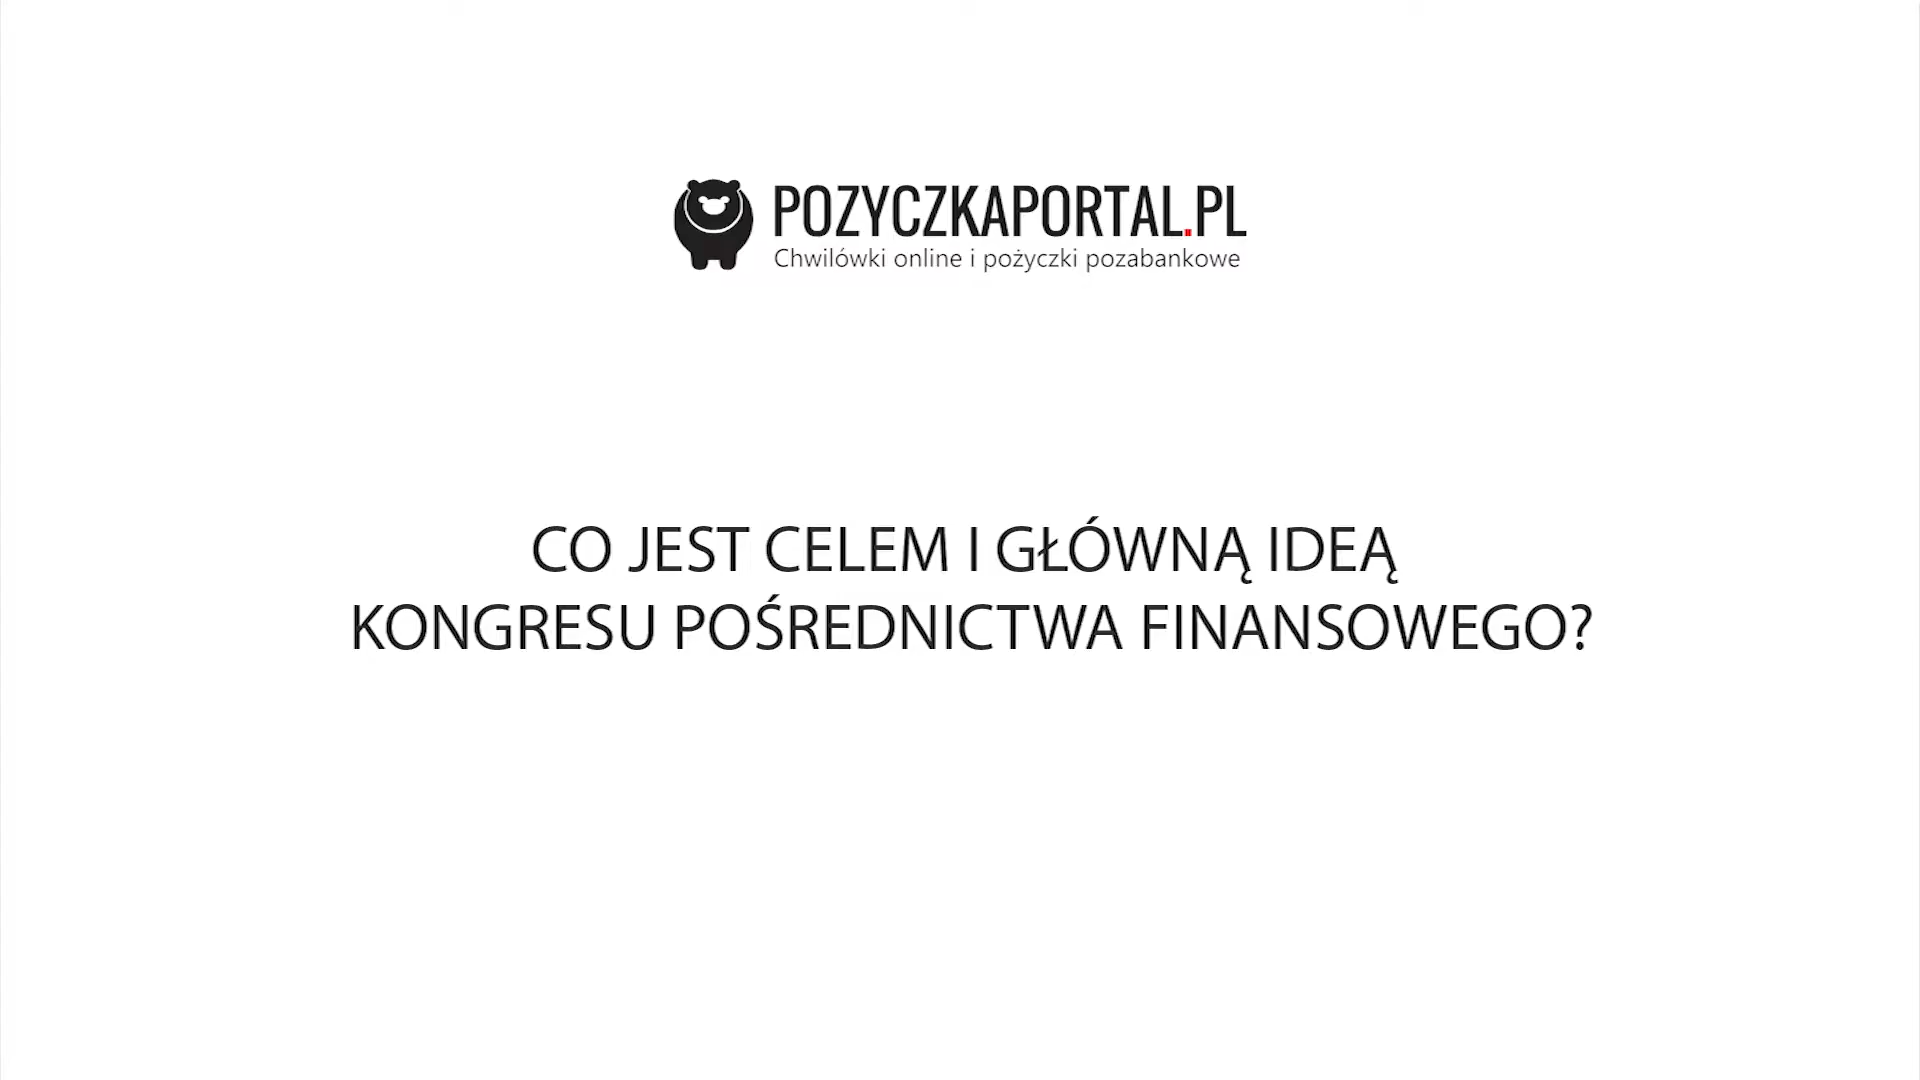 POZYCZKAPORTAL.PL
Chwilówki online i pożyczki pozabankowe
CO JEST CELEM I GŁÓWNĄ IDEĄ
KONGRESU POŚREDNICTWA FINANSOWEGO?